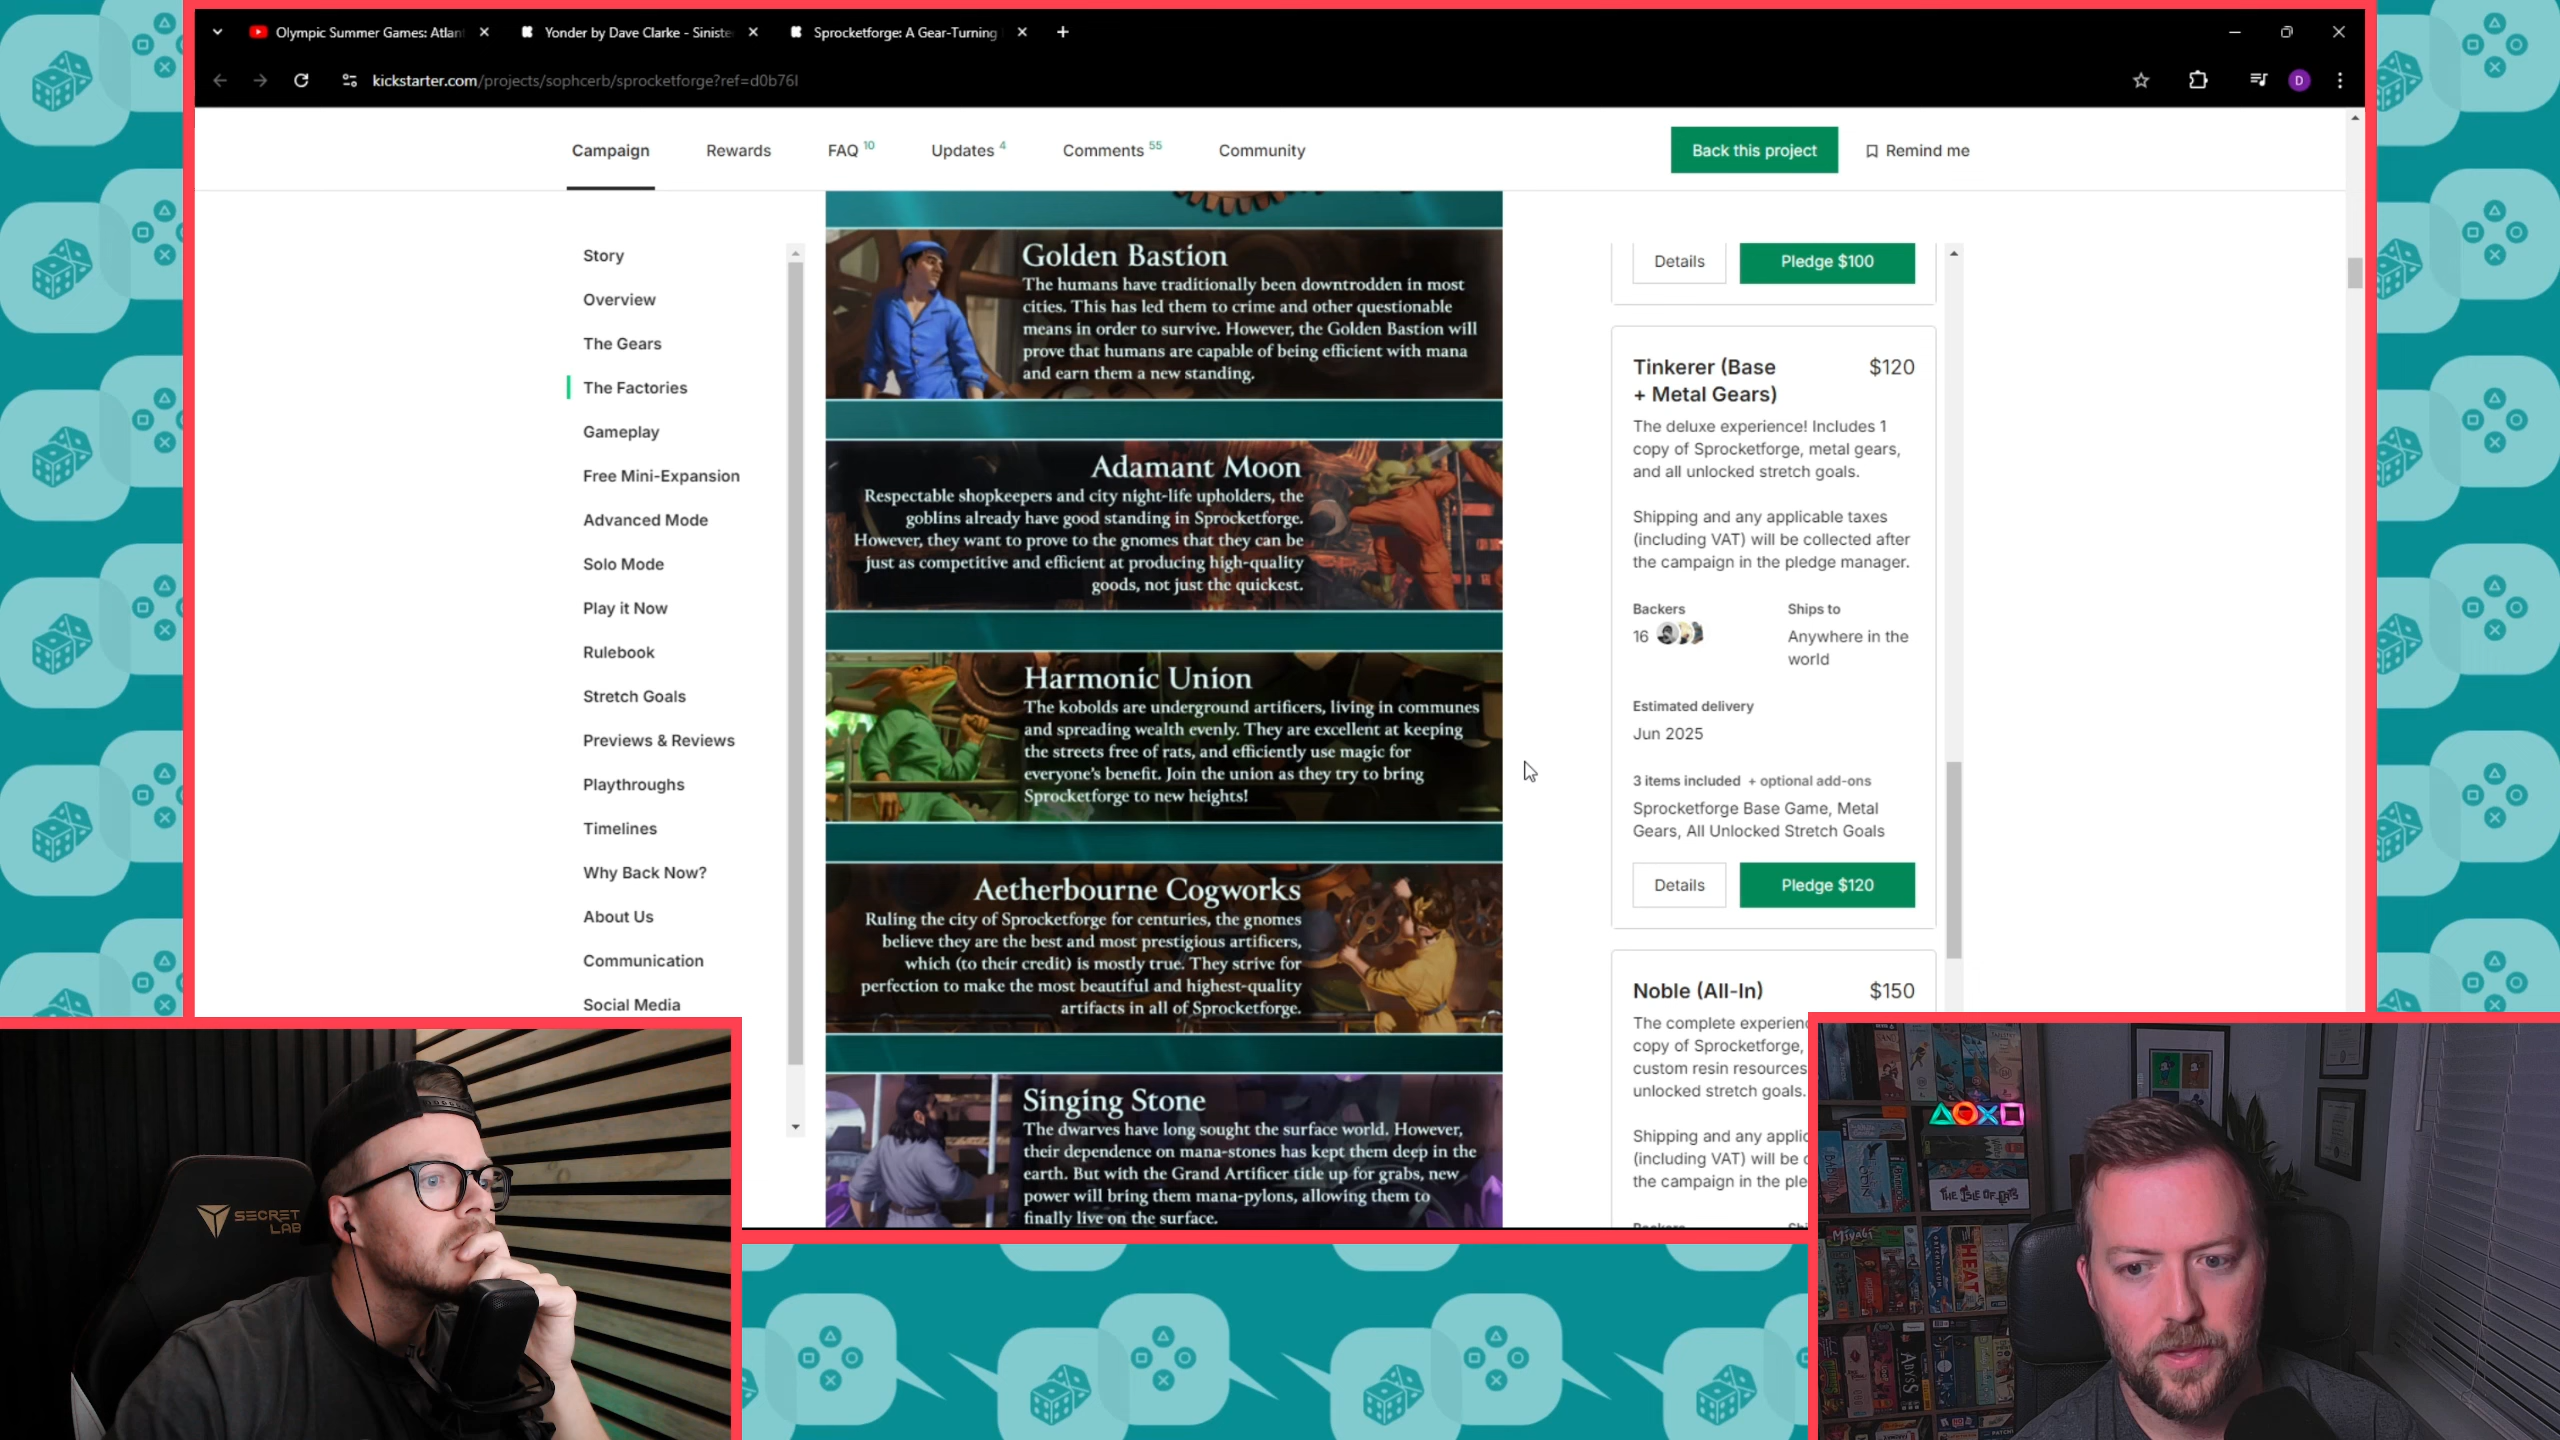 Olympic Summer Games: Atlan
Yonder by Dave Clarke - Siniste
Sprocketforge: A Gear-Turning
kickstarter.com/projects/sophcerb/sprocketforge?ref=d0b76l
D
Campaign
Rewards
FAQ 10
Updates 4
Comments 55
Community
Back this project
Remind me
Story
Overview
The Gears
The Factories
Gameplay
Free Mini-Expansion
Advanced Mode
Solo Mode
Play it Now
Rulebook
Stretch Goals
Previews & Reviews
Playthroughs
Timelines
Why Back Now?
About Us
Communication
Social Media
Golden Bastion
The humans have traditionally been downtrodden in most
cities. This has led them to crime and other questionable
means in order to survive. However, the Golden Bastion will
prove that humans are capable of being efficient with mana
and earn them a new standing.
Adamant Moon
Respectable shopkeepers and city night-life upholders, the
goblins already have good standing in Sprocketforge.
However, they want to prove to the gnomes that they can be
just as competitive and efficient at producing high-quality
goods, not just the quickest.
Harmonic Union
The kobolds are underground artificers, living in communes
and spreading wealth evenly. They are excellent at keeping
the streets free of rats, and efficiently use magic for
everyone's benefit. Join the union as they try to bring
Sprocketforge to new heights!
Aetherbourne Cogworks
Ruling the city of Sprocketforge for centuries, the gnomes
believe they are the best and most prestigious artificers,
which (to their credit) is mostly true. They strive for
perfection to make the most beautiful and highest-quality
artifacts in all of Sprocketforge.
Singing Stone
The dwarves have long sought the surface world. However,
their dependence on mana-stones has kept them deep in the
earth. But with the Grand Artificer title up for grabs, new
power will bring them mana-pylons, allowing them to
finally live on the surface.
Details
Pledge $100
Tinkerer (Base
+ Metal Gears)
$120
The deluxe experience! Includes 1
copy of Sprocketforge, metal gears,
and all unlocked stretch goals.
Shipping and any applicable taxes
(including VAT) will be collected after
the campaign in the pledge manager.
Backers
16
Ships to
Anywhere in the
world
Estimated delivery
Jun 2025
3 items included + optional add-ons
Sprocketforge Base Game, Metal
Gears, All Unlocked Stretch Goals
Details
Pledge $120
Noble (All-In)
$150
The complete experienc
copy of Sprocketforge,
custom resin resources
unlocked stretch goals.
Shipping and any applic
(including VAT) will be c
the campaign in the ple
SECRET
LAB
THE ISLE OF CATS
Miyabi
HEAT
ABYSS